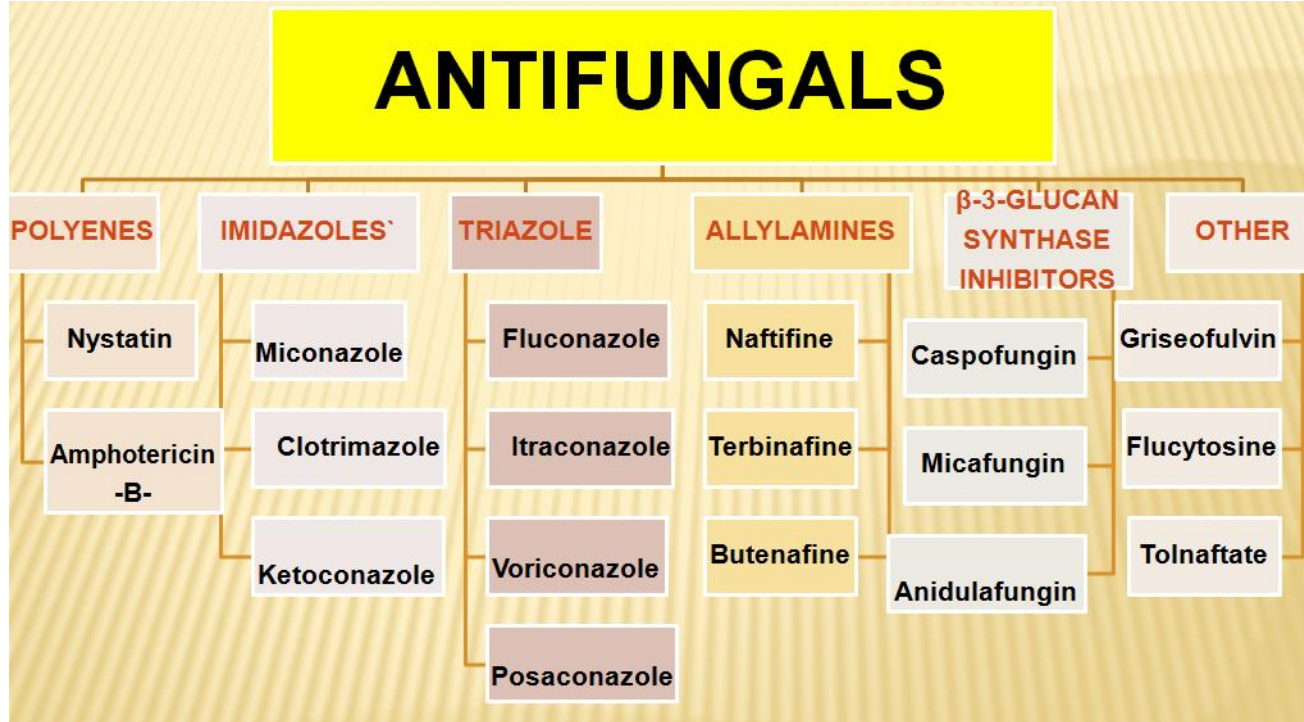 ANTIFUNGALS
POLYENES
IMIDAZOLES`
TRIAZOLE
ALLYLAMINES
β-3-GLUCAN
SYNTHASE
INHIBITORS
OTHER
Nystatin
Amphotericin
-B-
Miconazole
Clotrimazole
Ketoconazole
Fluconazole
Itraconazole
Voriconazole
Posaconazole
Naftifine
Terbinafine
Butenafine
Caspofungin
Micafungin
Anidulafungin
Griseofulvin
Flucytosine
Tolnaftate